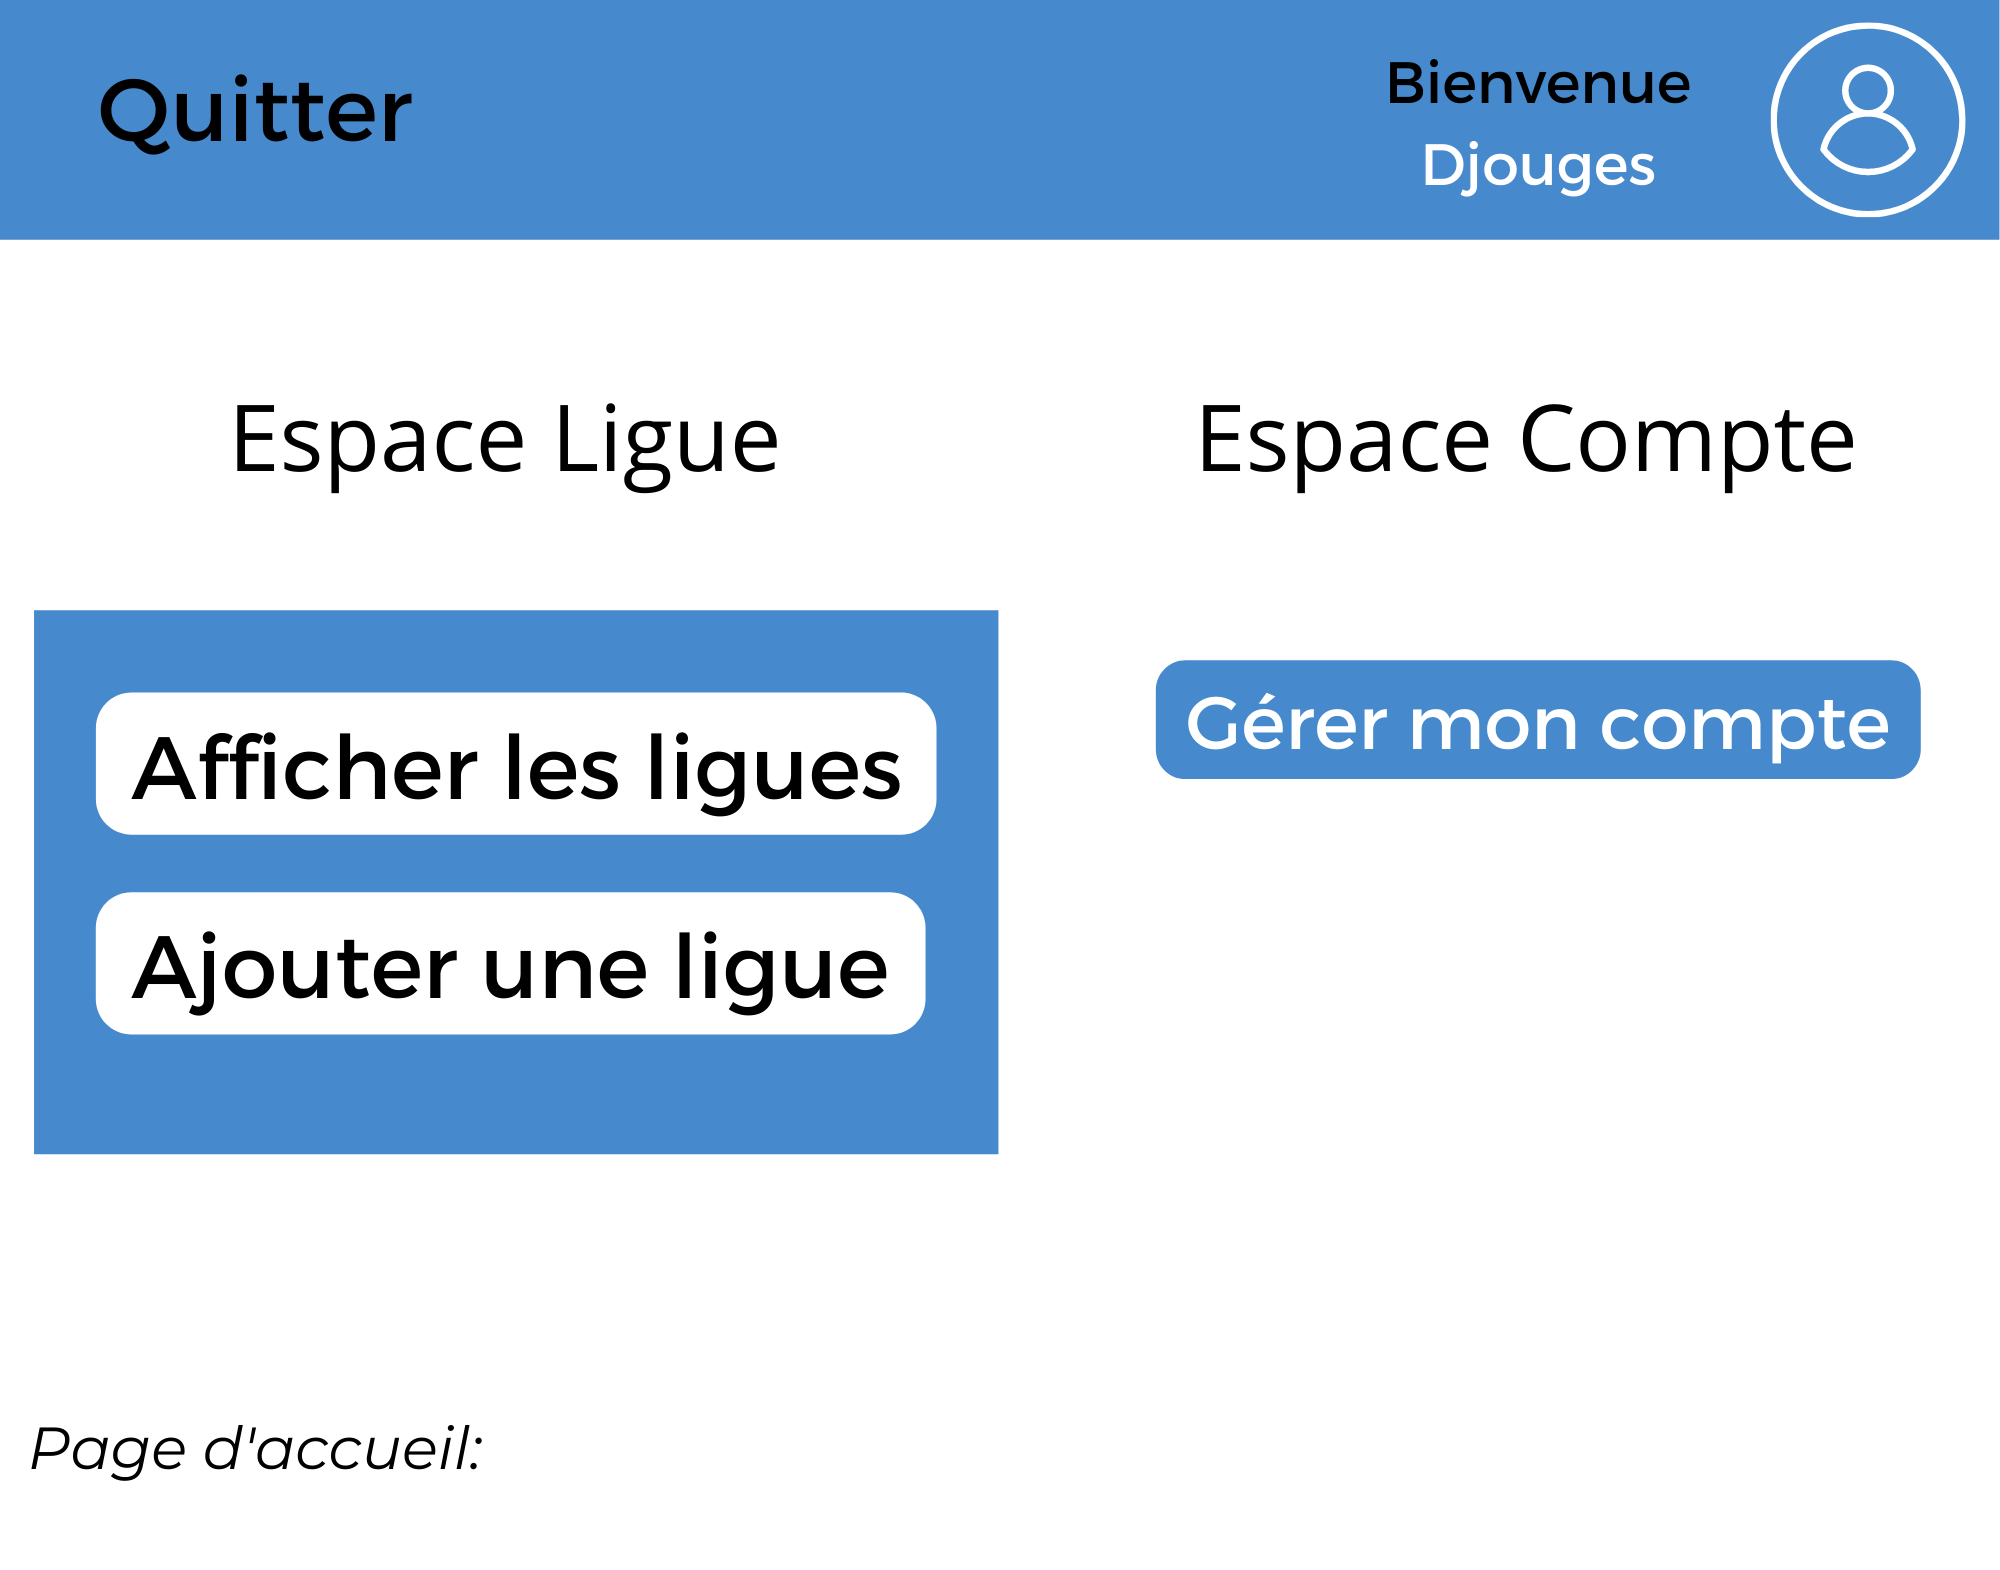 Quitter
Bienvenue
Djouges
Espace Ligue
Espace Compte
Afficher les ligues
Ajouter une ligue
Gérer mon compte
Page d'accueil: